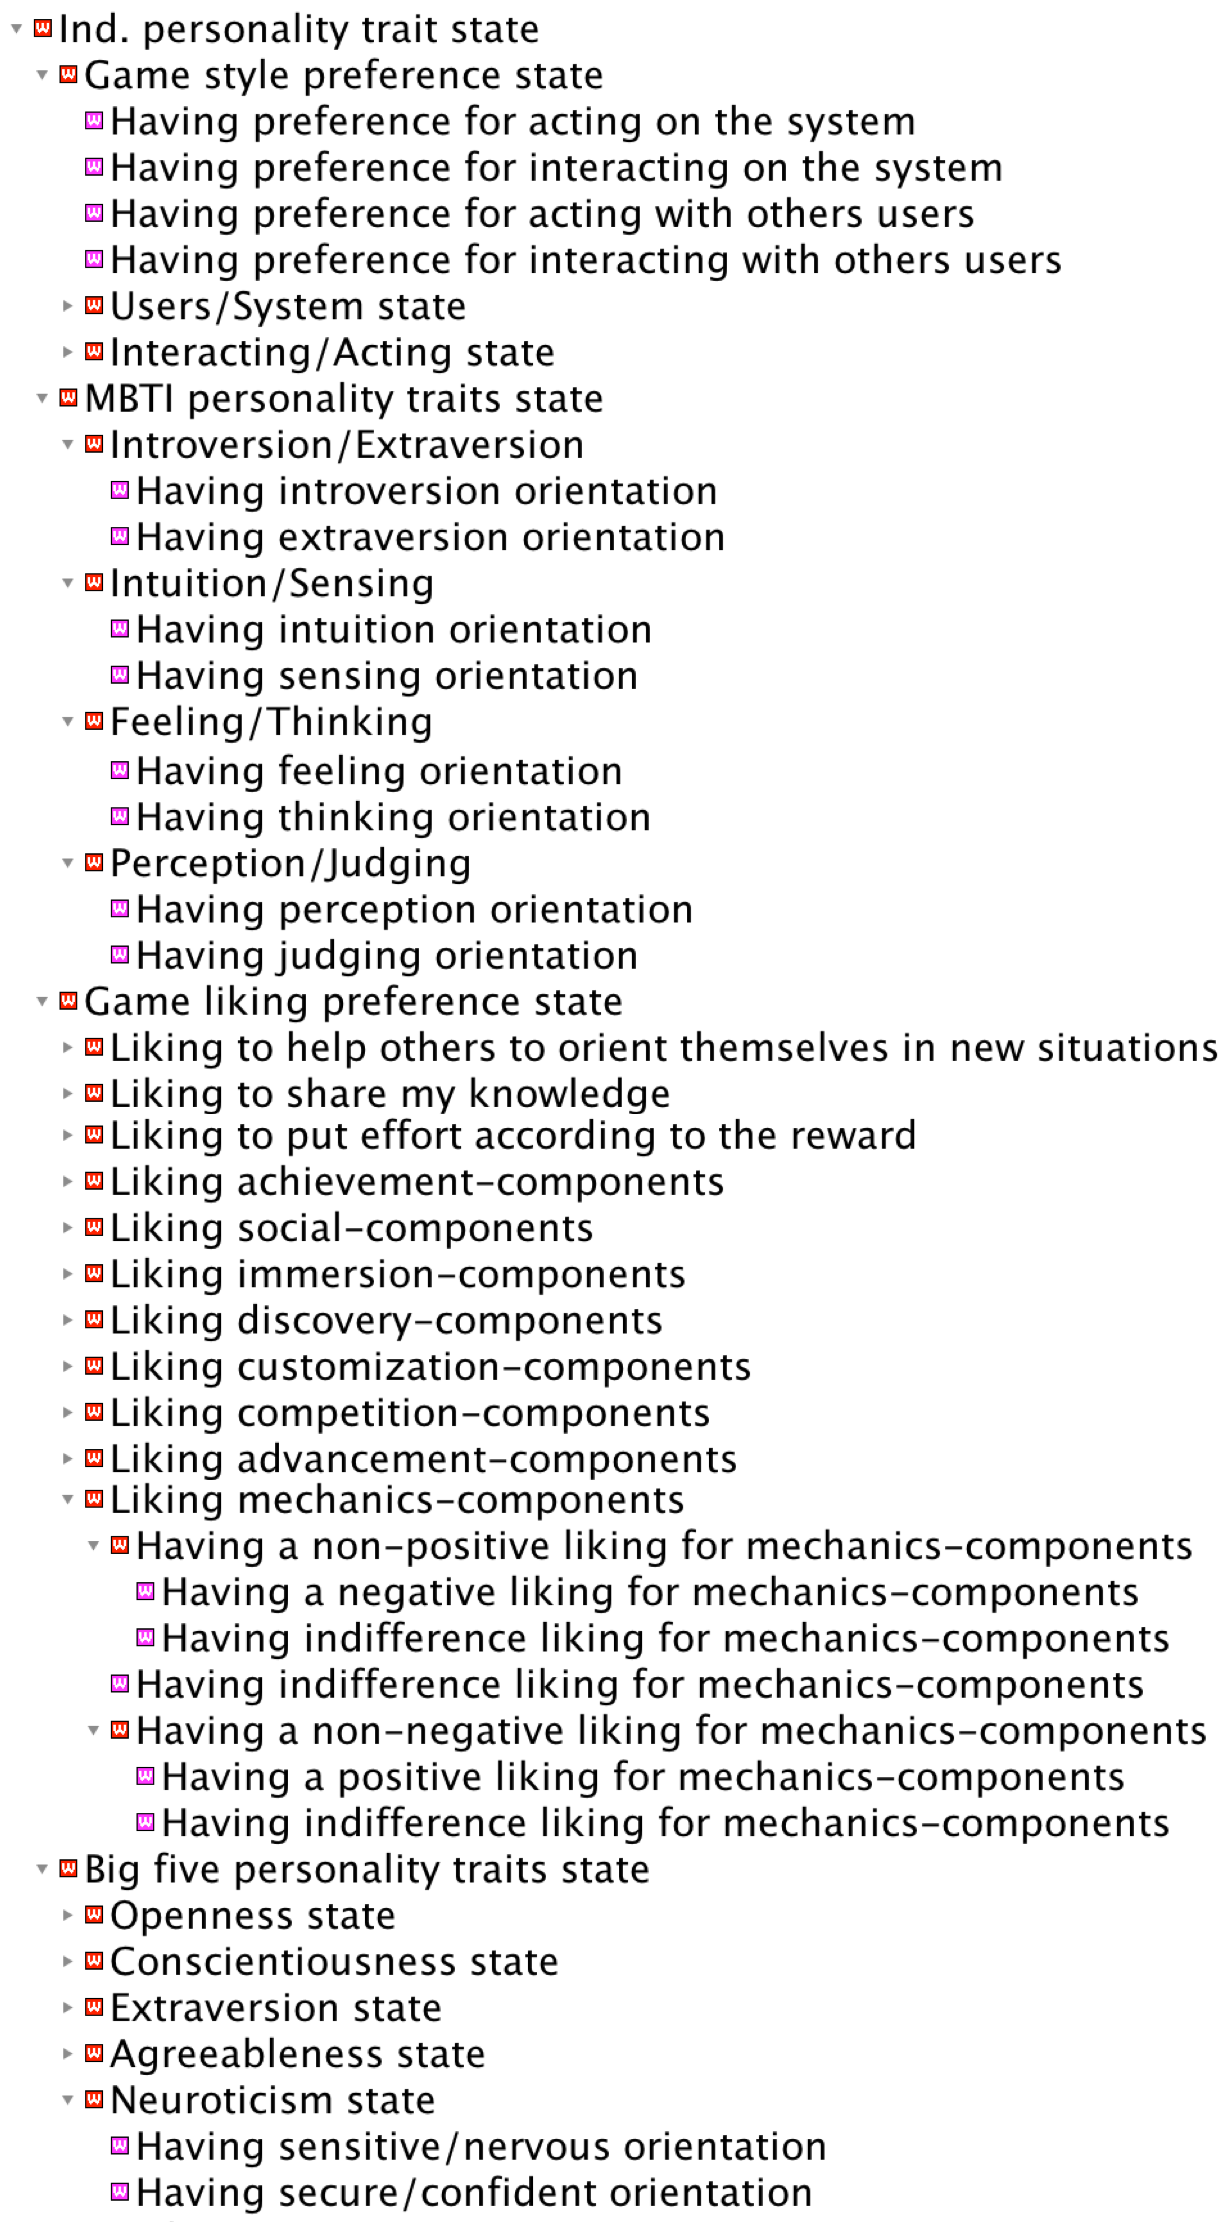 Ind. personality trait state
Game style preference state
Having preference for acting on the system
Having preference for interacting on the system
Having preference for acting with others users
Having preference for interacting with others users
Users/System state
Interacting/Acting state
MBTI personality traits state
Introversion/Extraversion
Having introversion orientation
Having extraversion orientation
Intuition/Sensing
Having intuition orientation
Having sensing orientation
Feeling/Thinking
Having feeling orientation
Having thinking orientation
Perception/Judging
Having perception orientation
Having judging orientation
Game liking preference state
Liking to help others to orient themselves in new situations
Liking to share my knowledge
Liking to put effort according to the reward
Liking achievement-components
Liking social-components
Liking immersion-components
Liking discovery-components
Liking customization-components
Liking competition-components
Liking advancement-components
Liking mechanics-components
Having a non-positive liking for mechanics-components
Having a negative liking for mechanics-components
Having indifference liking for mechanics-components
Having indifference liking for mechanics-components
Having a non-negative liking for mechanics-components
Having a positive liking for mechanics-components
Having indifference liking for mechanics-components
Big five personality traits state
Openness state
Conscientiousness state
Extraversion state
Agreeableness state
Neuroticism state
Having sensitive/nervous orientation
Having secure/confident orientation